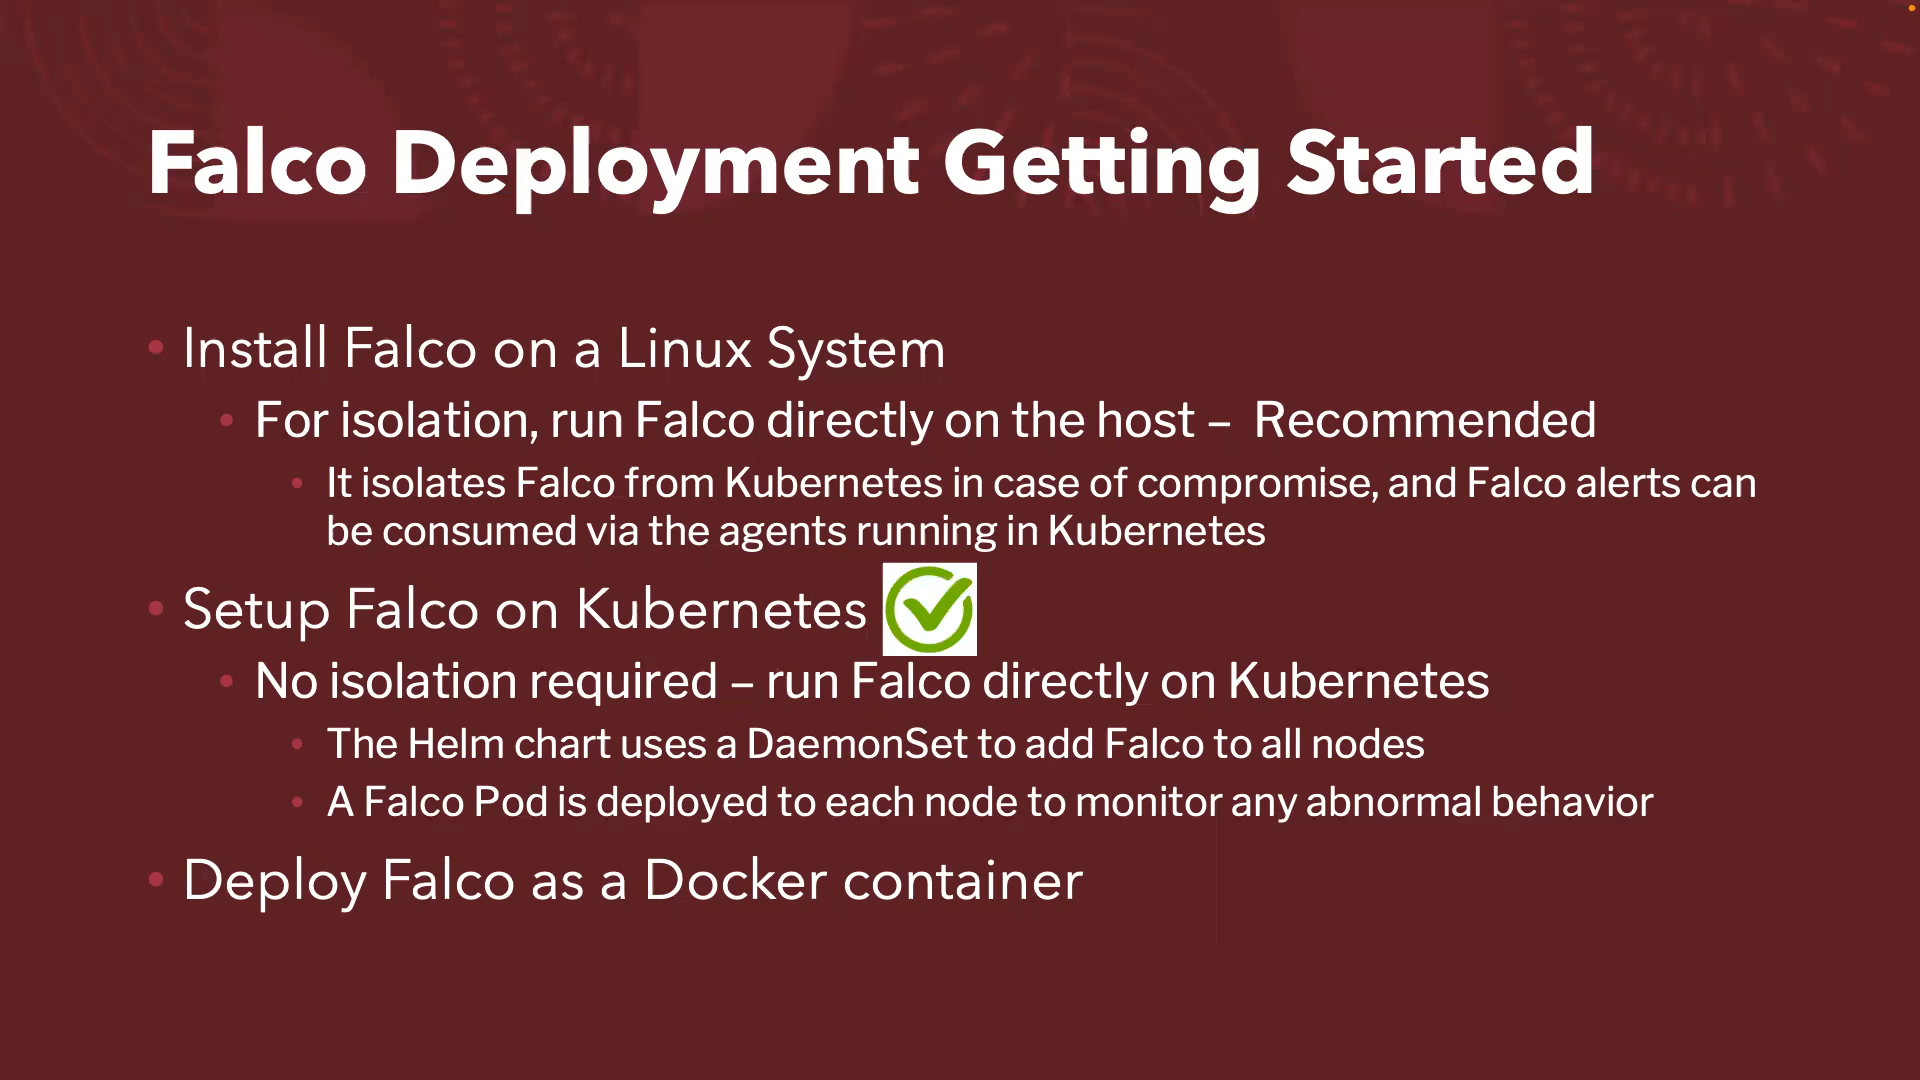 Falco Deployment Getting Started
• Install Falco on a Linux System
• For isolation, run Falco directly on the host – Recommended
• It isolates Falco from Kubernetes in case of compromise, and Falco alerts can
be consumed via the agents running in Kubernetes
• Setup Falco on Kubernetes
• No isolation required – run Falco directly on Kubernetes
• The Helm chart uses a DaemonSet to add Falco to all nodes
• A Falco Pod is deployed to each node to monitor any abnormal behavior
• Deploy Falco as a Docker container